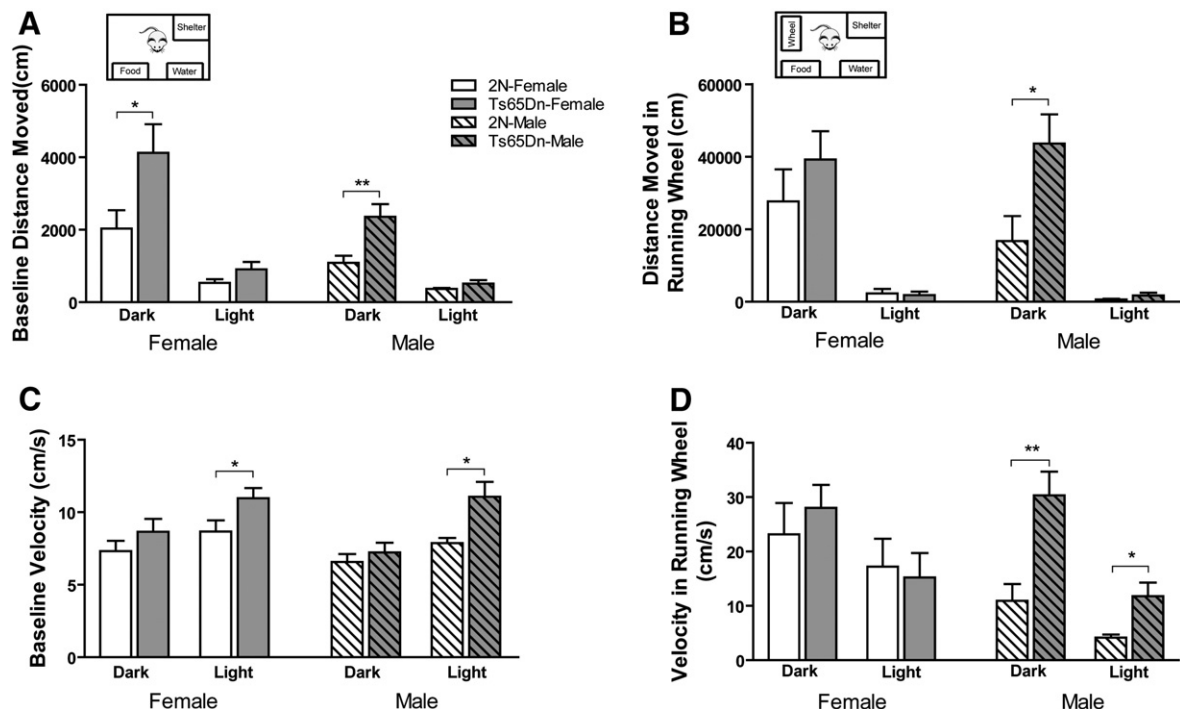 A
Shelter
Food
Water
Baseline Distance Moved(cm)
6000
4000
2000
0
*
**
2N-Female
Ts65Dn-Female
2N-Male
Ts65Dn-Male
Dark
Light
Dark
Light
Female
Male
B
Wheel
Shelter
Food
Water
Distance Moved in
Running Wheel (cm)
60000
40000
20000
0
*
Dark
Light
Dark
Light
Female
Male
C
Baseline Velocity (cm/s)
15
10
5
0
*
*
Dark
Light
Dark
Light
Female
Male
D
Velocity in Running Wheel
(cm/s)
40
30
20
10
0
**
*
Dark
Light
Dark
Light
Female
Male